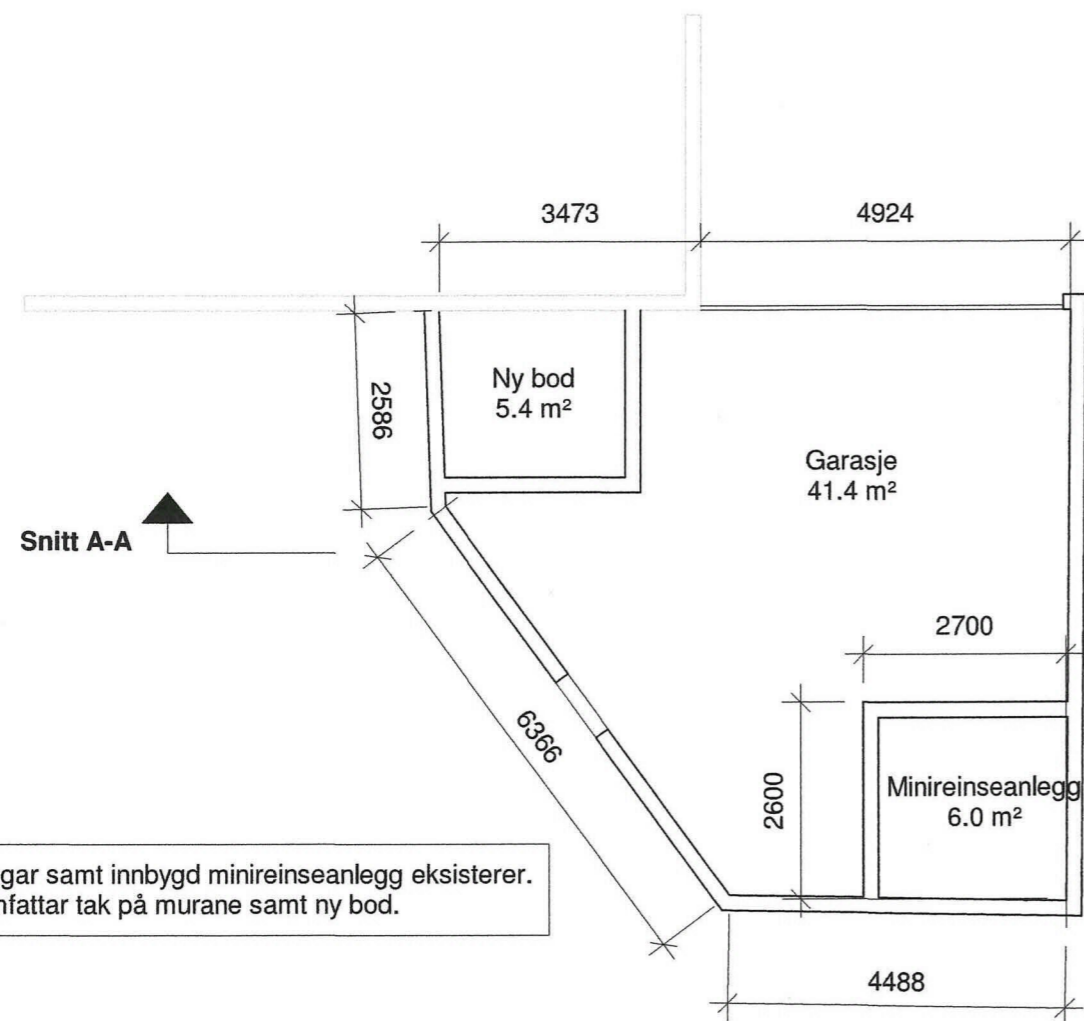 3473
4924
2586
Ny bod
5.4 m²
Garasje
41.4 m²
Snitt A-A
2700
6366
2600
Minireinseanlegg
6.0 m²
gar samt innbygd minireinseanlegg eksisterer.
fattar tak på murane samt ny bod.
4488